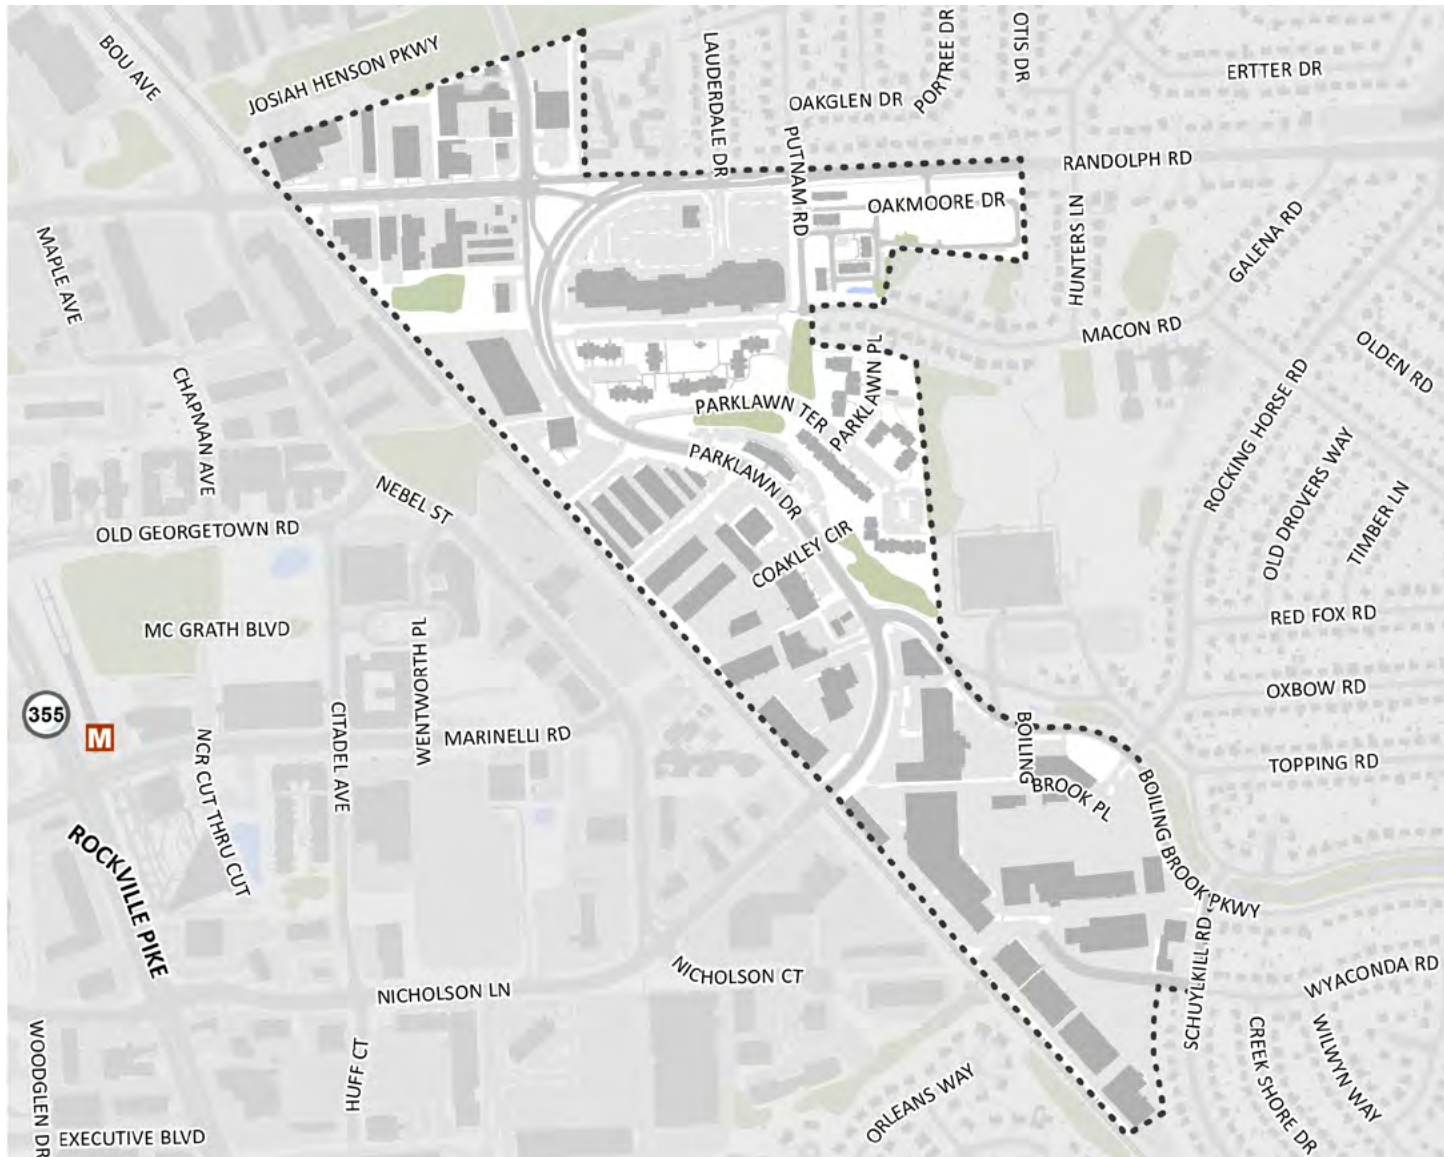 BOU AVE
JOSIAH HENSON PKWY
LAUDERDALE DR
OAKGLEN DR
PORTREE DR
OTIS DR
ERTTER DR
PUTNAM RD
RANDOLPH RD
OAKMOORE DR
HUNTERS LN
GALENA RD
MAPLE AVE
MACON RD
OLDEN RD
CHAPMAN AVE
PARKLAWN TER
PARKLAWN PL
ROCKING HORSE RD
OLD DROVERS WAY
TIMBER LN
NEBEL ST
PARKLAWN DR
OLD GEORGETOWN RD
COAKLEY CIR
RED FOX RD
MC GRATH BLVD
WENTWORTH PL
OXBOW RD
355
M
NCR CUT THRU CUT
CITADEL AVE
MARINELLI RD
BOILING
BROOK PL
TOPPING RD
BOILING BROOK PKWY
ROCKVILLE PIKE
SCHUYLKILL RD
WYACONDA RD
NICHOLSON CT
NICHOLSON LN
WOODGLEN DR
HUFF CT
ORLEANS WAY
CREEK SHORE DR
WILWYN WAY
EXECUTIVE BLVD